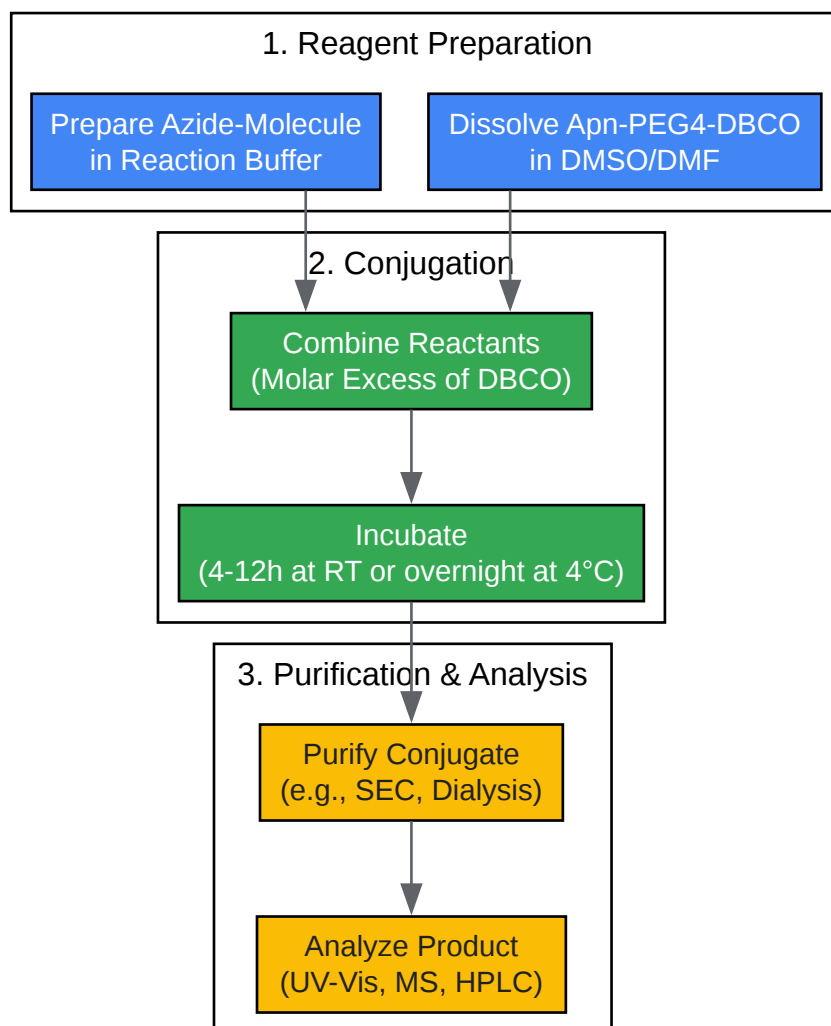 1. Reagent Preparation
Prepare Azide-Molecule
in Reaction Buffer
Dissolve Apn-PEG4-DBCO
in DMSO/DMF
2. Conjugation
Combine Reactants
(Molar Excess of DBCO)
Incubate
(4-12h at RT or overnight at 4°C)
3. Purification & Analysis
Purify Conjugate
(e.g., SEC, Dialysis)
Analyze Product
(UV-Vis, MS, HPLC)